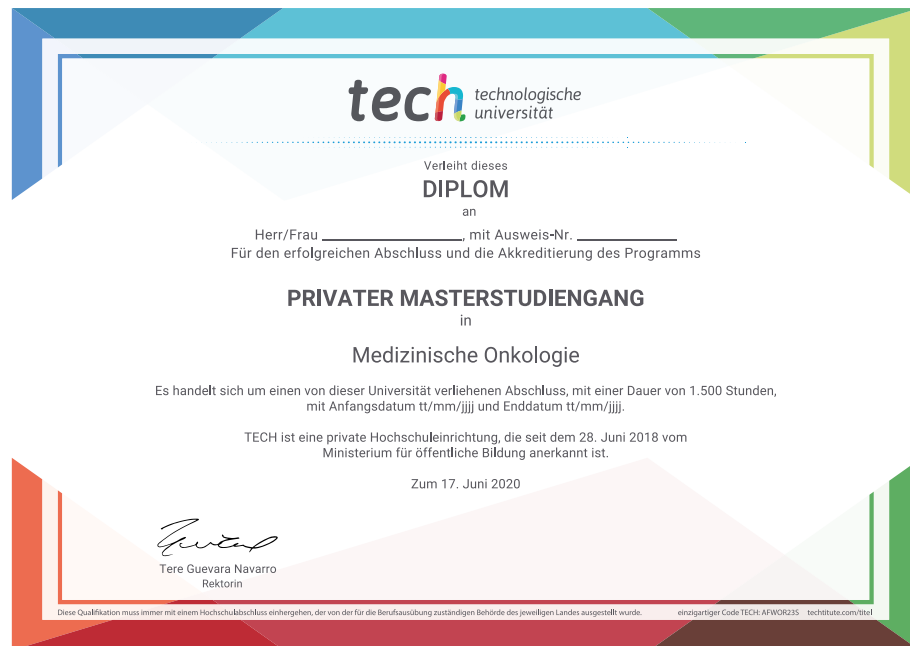 tech technologische
universität
Verleiht dieses
DIPLOM
an
Herr/Frau ________________, mit Ausweis-Nr. ____________
Für den erfolgreichen Abschluss und die Akkreditierung des Programms
PRIVATER MASTERSTUDIENGANG
in
Medizinische Onkologie
Es handelt sich um einen von dieser Universität verliehenen Abschluss, mit einer Dauer von 1.500 Stunden,
mit Anfangsdatum tt/mm/jjjj und Enddatum tt/mm/jjjj.
TECH ist eine private Hochschuleinrichtung, die seit dem 28. Juni 2018 vom
Ministerium für öffentliche Bildung anerkannt ist.
Zum 17. Juni 2020
Tere Guevara Navarro
Rektorin
Diese Qualifikation muss immer mit einem Hochschulabschluss einhergehen, der von der für die Berufsausübung zuständigen Behörde des jeweiligen Landes ausgestellt wurde. einzigartiger Code TECH: AFWOR23S techtitute.com/titel